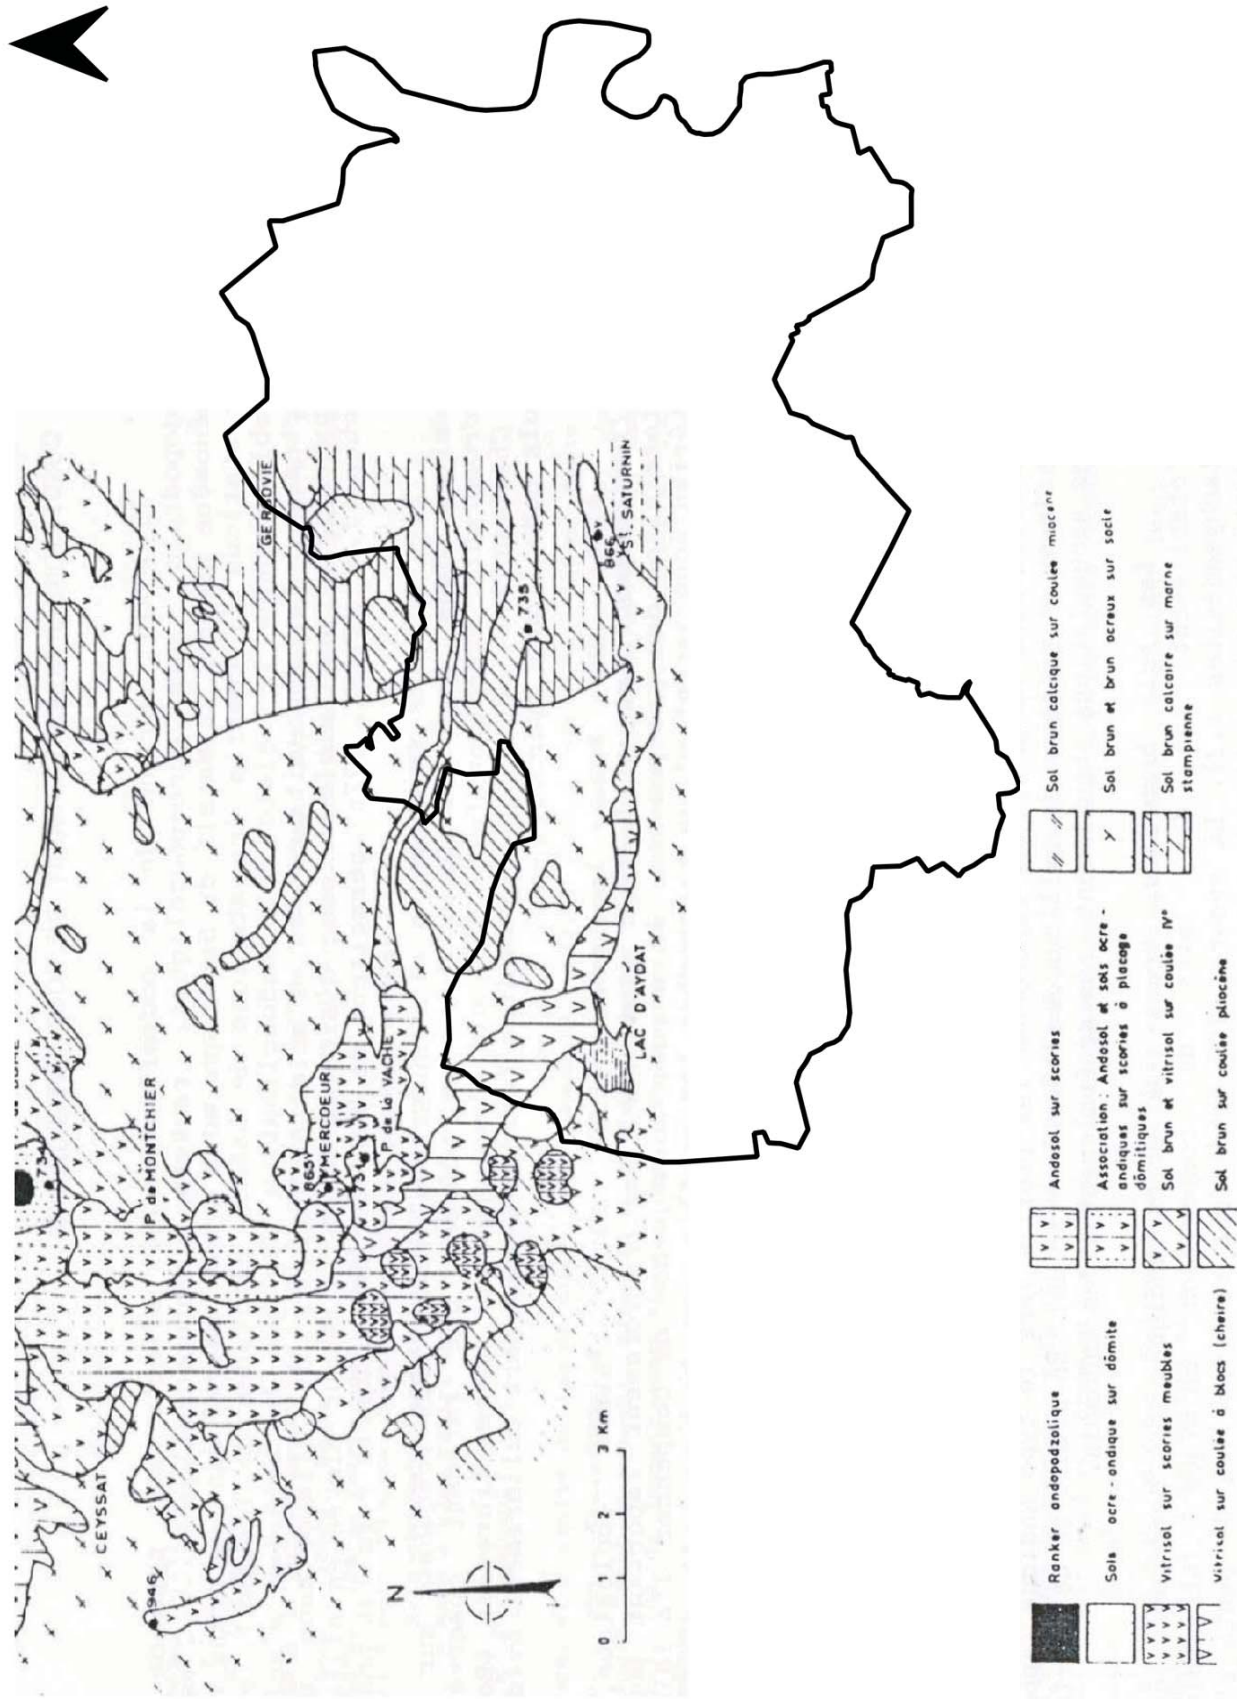 CEYSSAT
946
N
0 1 2 3 Km
P de MONTCHIER
734
865
MERCOEUR
P de la VACHE
LAC D'AYDAT
GERGOVIE
735
866
St. SATURNIN
Ranker andopodzolique
Sols ocre-andique sur dômite
Vitrisol sur scories meubles
Vitrisol sur coulée à blocs (cheire)
Andosol sur scories
Association: Andosol et sols ocre-
andiques sur scories à placage
dômitiques
Sol brun et vitrisol sur coulée IVº
Sol brun sur coulée pliocène
Sol brun calcique sur coulée miocène
Sol brun et brun ocreux sur socle
Sol brun calcaire sur marne
stampienne